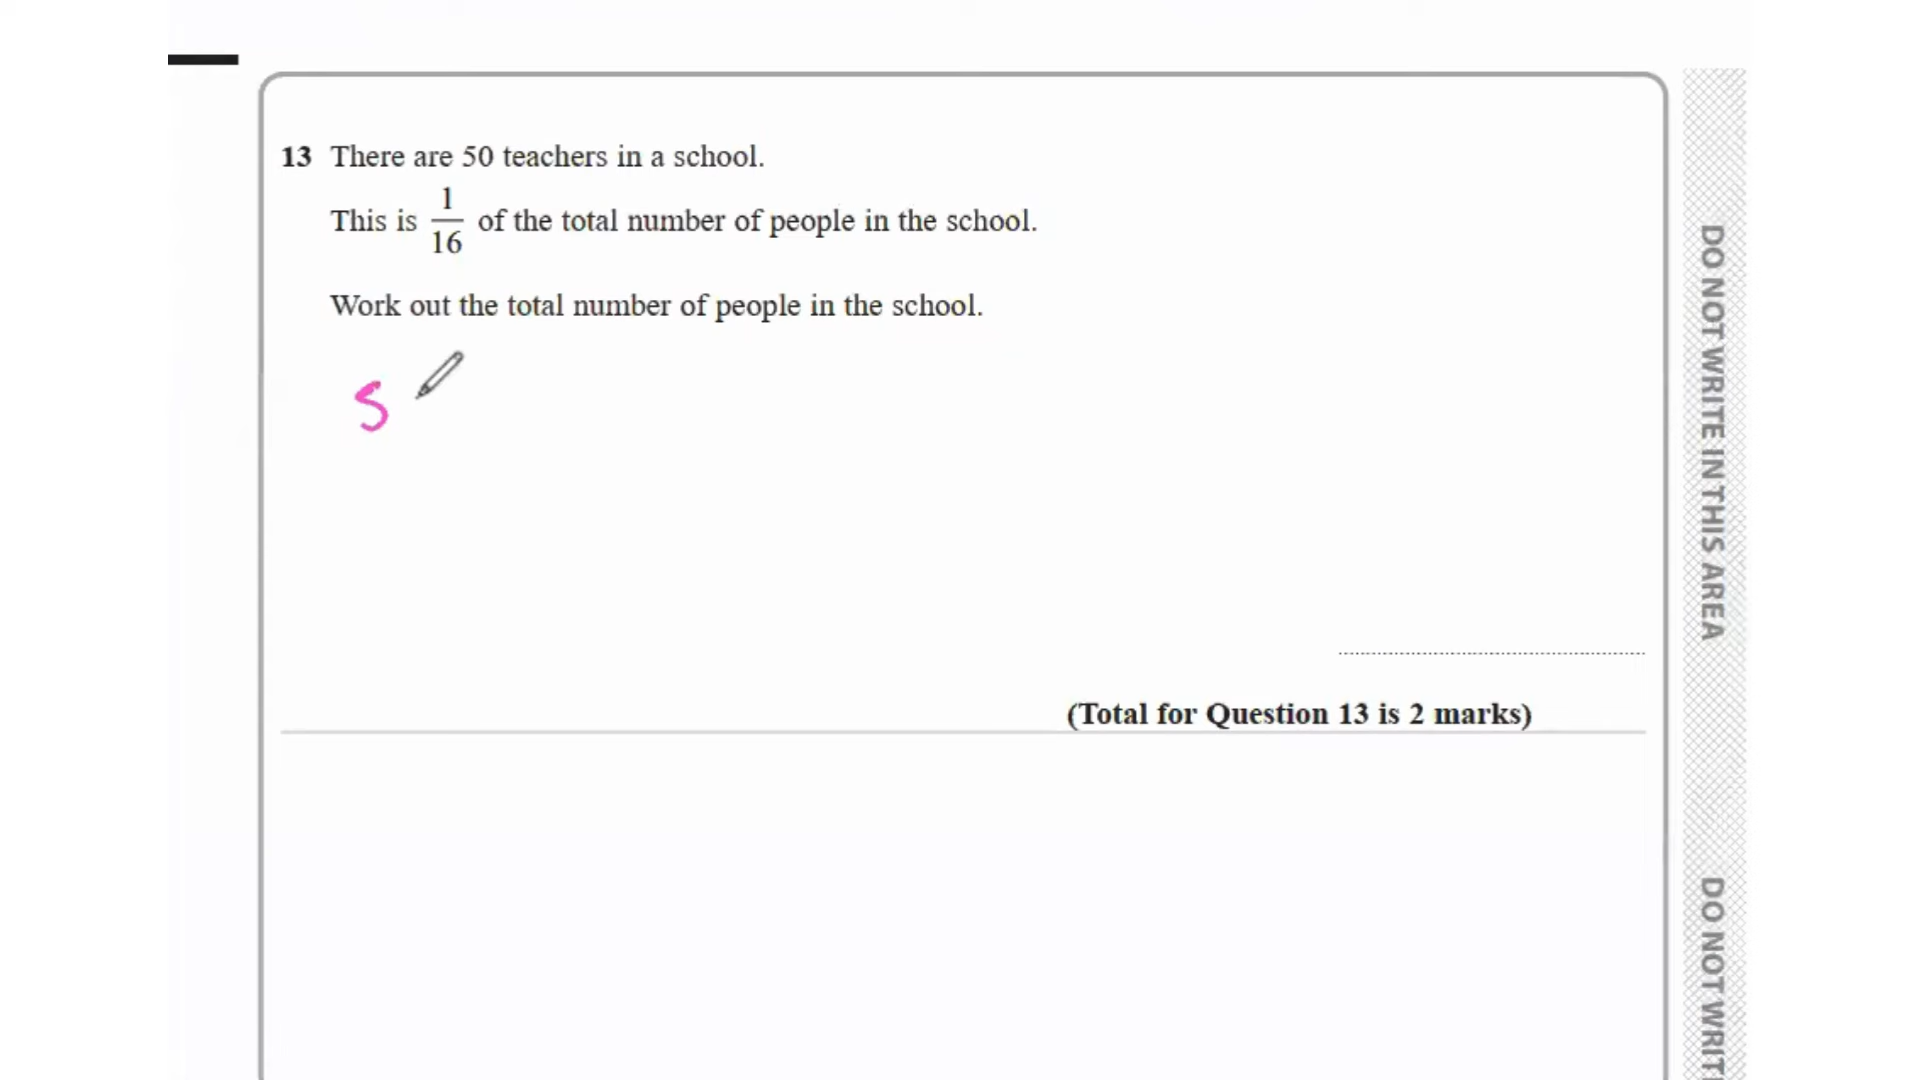 13 There are 50 teachers in a school.
This is 1/16 of the total number of people in the school.
Work out the total number of people in the school.
5
(Total for Question 13 is 2 marks)
DO NOT WRITE IN THIS AREA
DO NOT WRIT